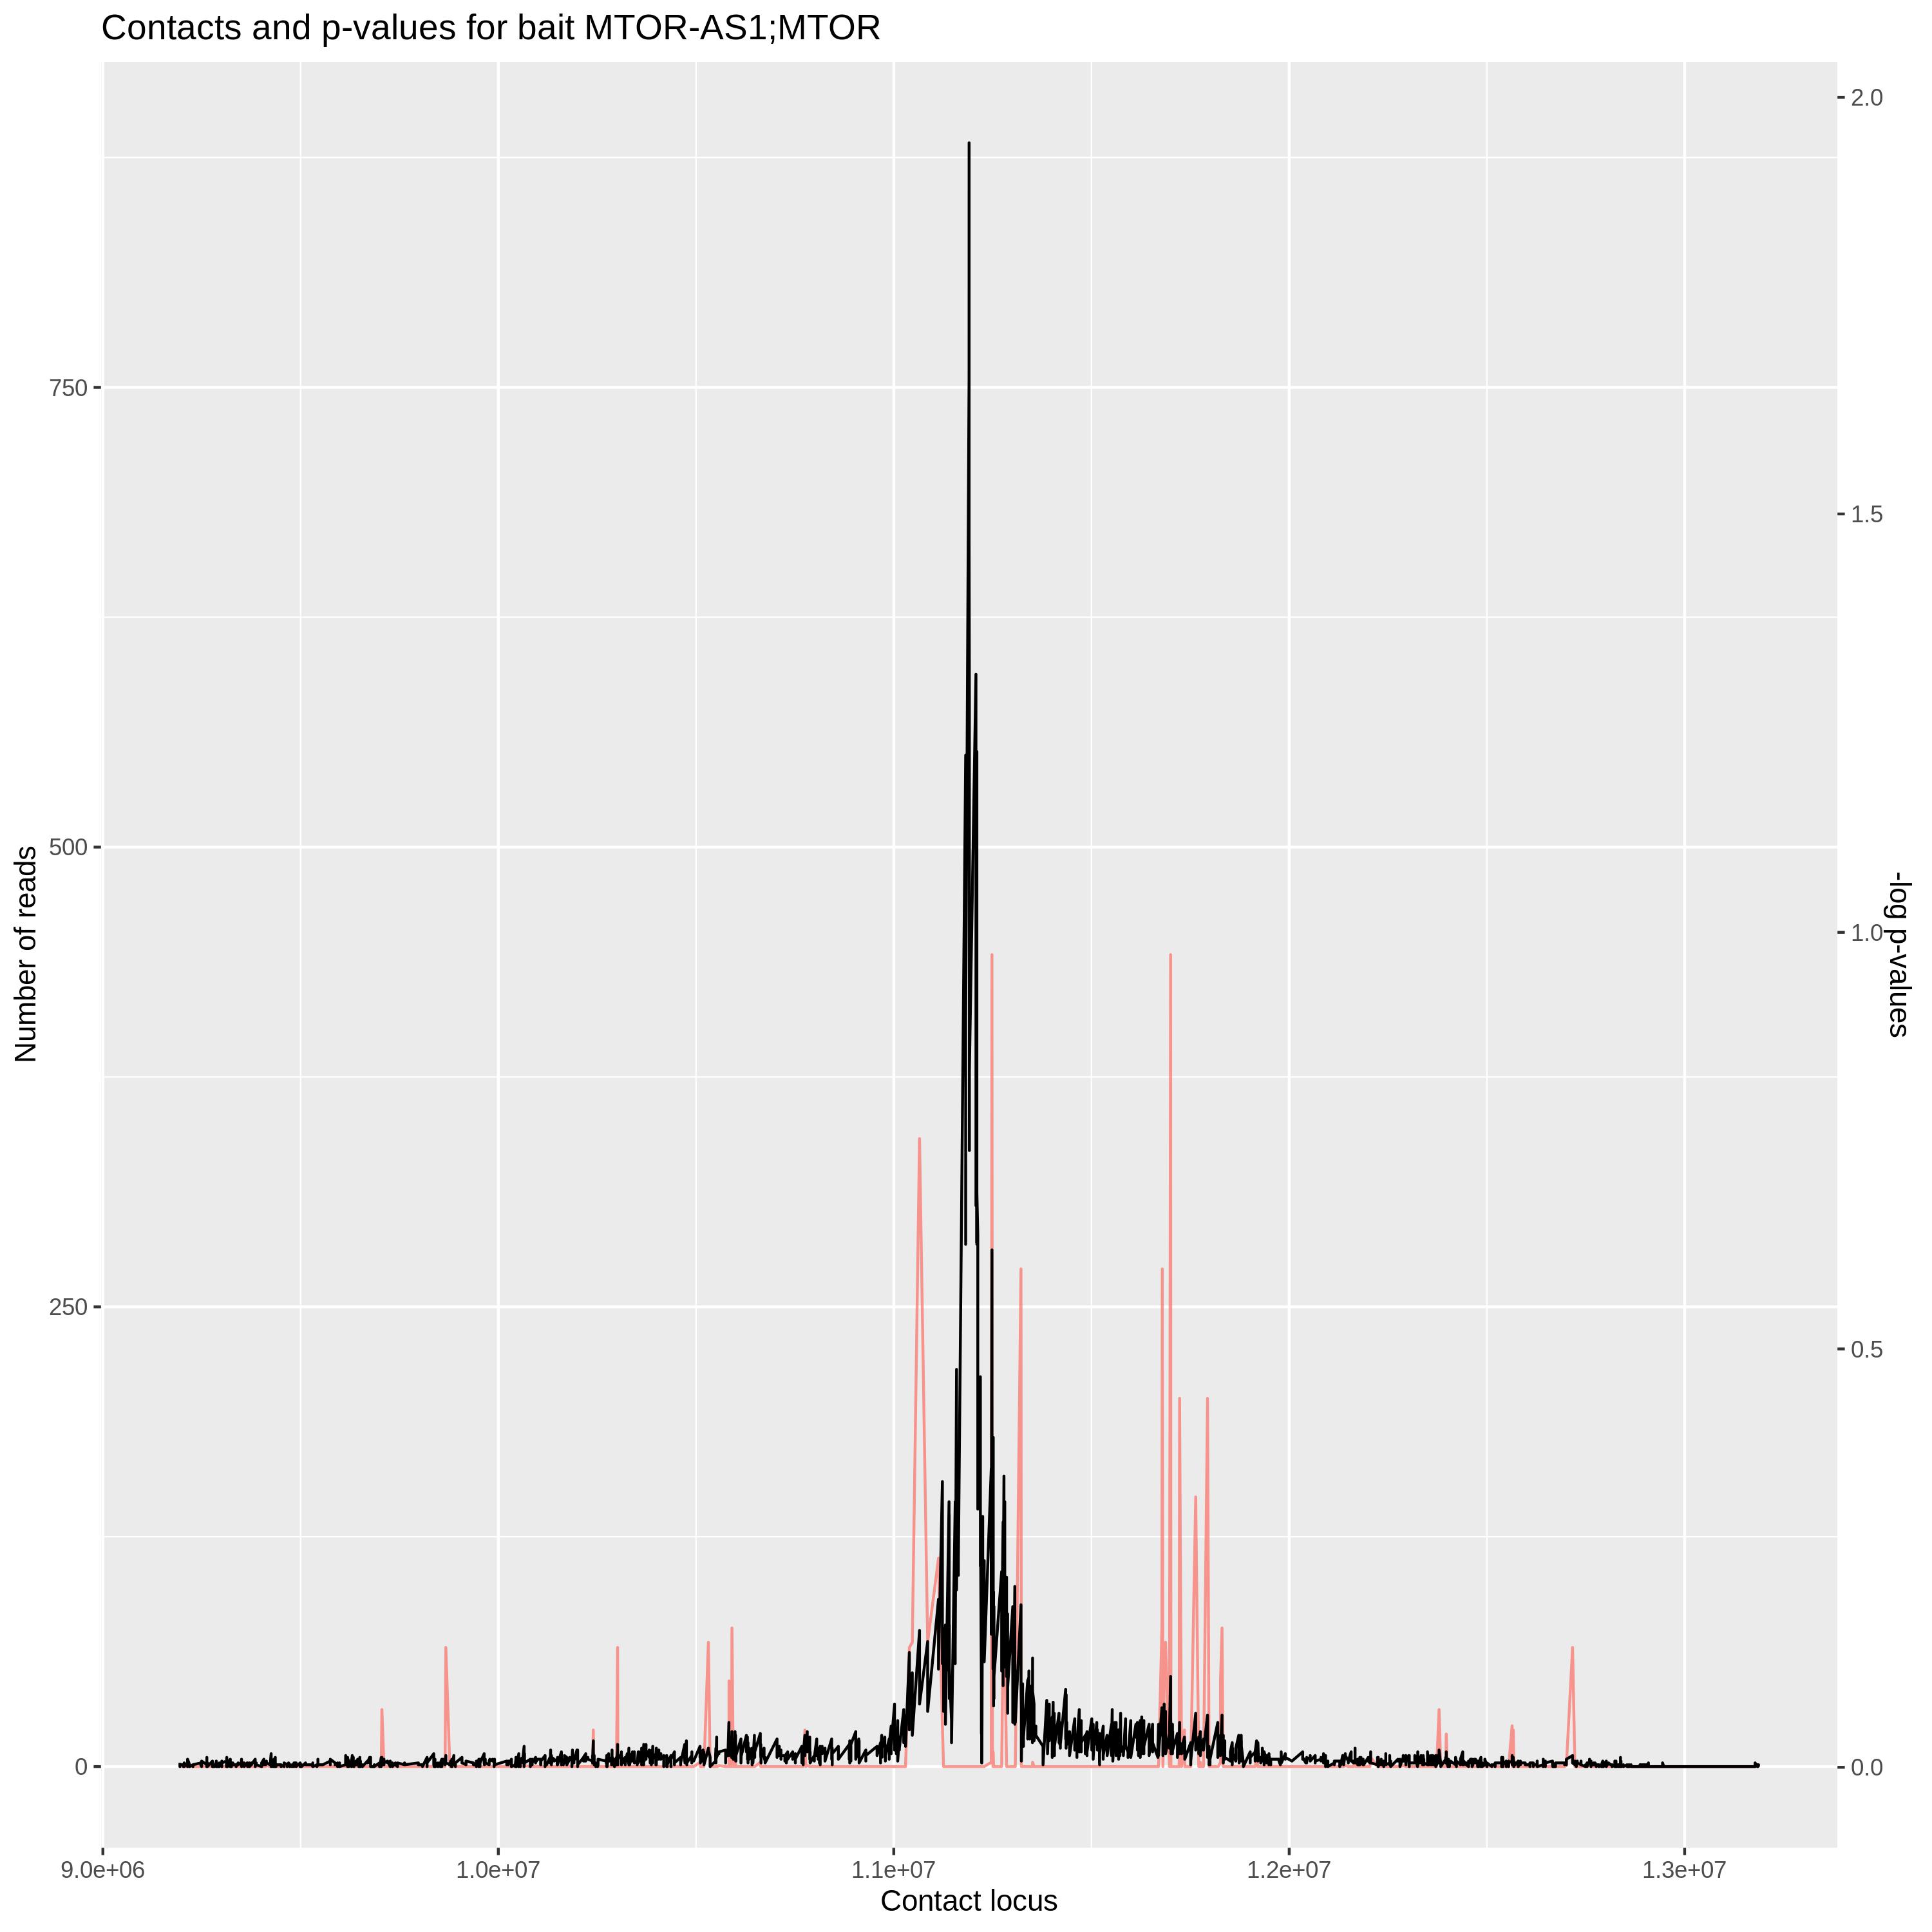 Contacts and p-values for bait MTOR-AS1;MTOR
2.0
750
1.5
500
1.0
Number of reads
-log p-values
250
0.5
0
0.0
9.0e+06
1.0e+07
1.1e+07
1.2e+07
1.3e+07
Contact locus